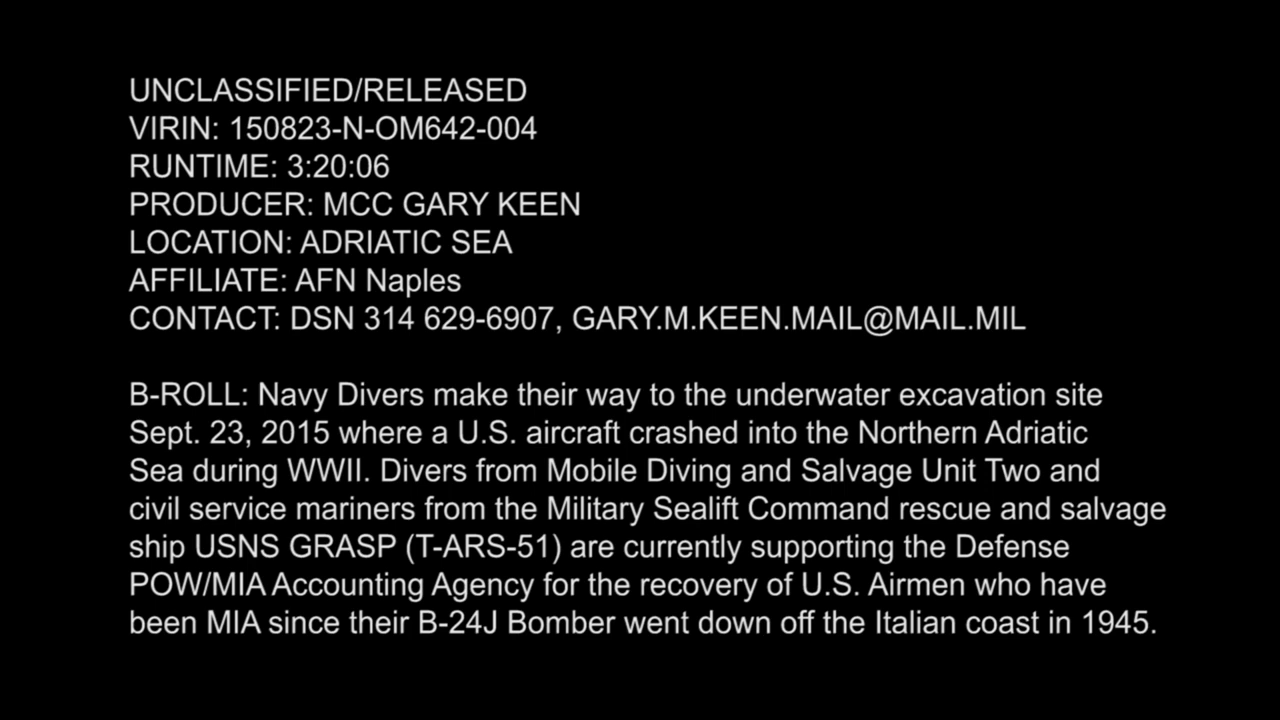 UNCLASSIFIED/RELEASED
VIRIN: 150823-N-OM642-004
RUNTIME: 3:20:06
PRODUCER: MCC GARY KEEN
LOCATION: ADRIATIC SEA
AFFILIATE: AFN Naples
CONTACT: DSN 314 629-6907, GARY.M.KEEN.MAIL@MAIL.MIL
B-ROLL: Navy Divers make their way to the underwater excavation site
Sept. 23, 2015 where a U.S. aircraft crashed into the Northern Adriatic
Sea during WWII. Divers from Mobile Diving and Salvage Unit Two and
civil service mariners from the Military Sealift Command rescue and salvage
ship USNS GRASP (T-ARS-51) are currently supporting the Defense
POW/MIA Accounting Agency for the recovery of U.S. Airmen who have
been MIA since their B-24J Bomber went down off the Italian coast in 1945.